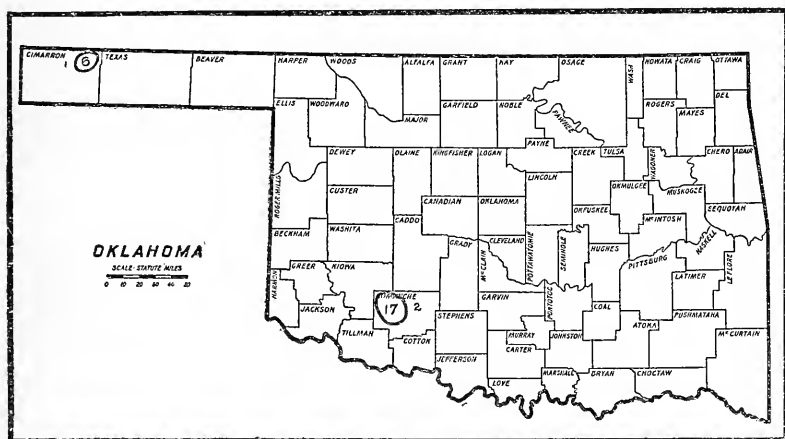 CIMARRON TEXAS BEAVER HARPER WOODS ALFALFA GRANT KAY OSAGE WASH. NOWATA CRAIG OTTAWA
1 6
DEL.
ELLIS WOODWARD MAJOR GARFIELD NOBLE PAWNEE ROGERS MAYES
PAYNE
DEWEY BLAINE KINGFISHER LOGAN CREEK TULSA WAGONER CHERO ADAIR
LINCOLN
ROGER MILLS CUSTER CANADIAN OKLAHOMA OKMULGEE MUSKOGEE
OKFUSKEE McINTOSH SEQUOYAH
BECKHAM WASHITA CADDO GRADY McCLAIN CLEVELAND POTTAWATOMIE SEMINOLE HUGHES PITTSBURG HASKELL LEFLORE
OKLAHOMA
SCALE-STATUTE MILES
0 10 20 30 40 50
HARMON GREER KIOWA LATIMER
COMANCHE
17 2
JACKSON STEPHENS GARVIN PONTOTOC COAL ATOKA PUSHMATAHA
TILLMAN COTTON MURRAY JOHNSTON McCURTAIN
CARTER
JEFFERSON
LOVE MARSHALL BRYAN CHOCTAW